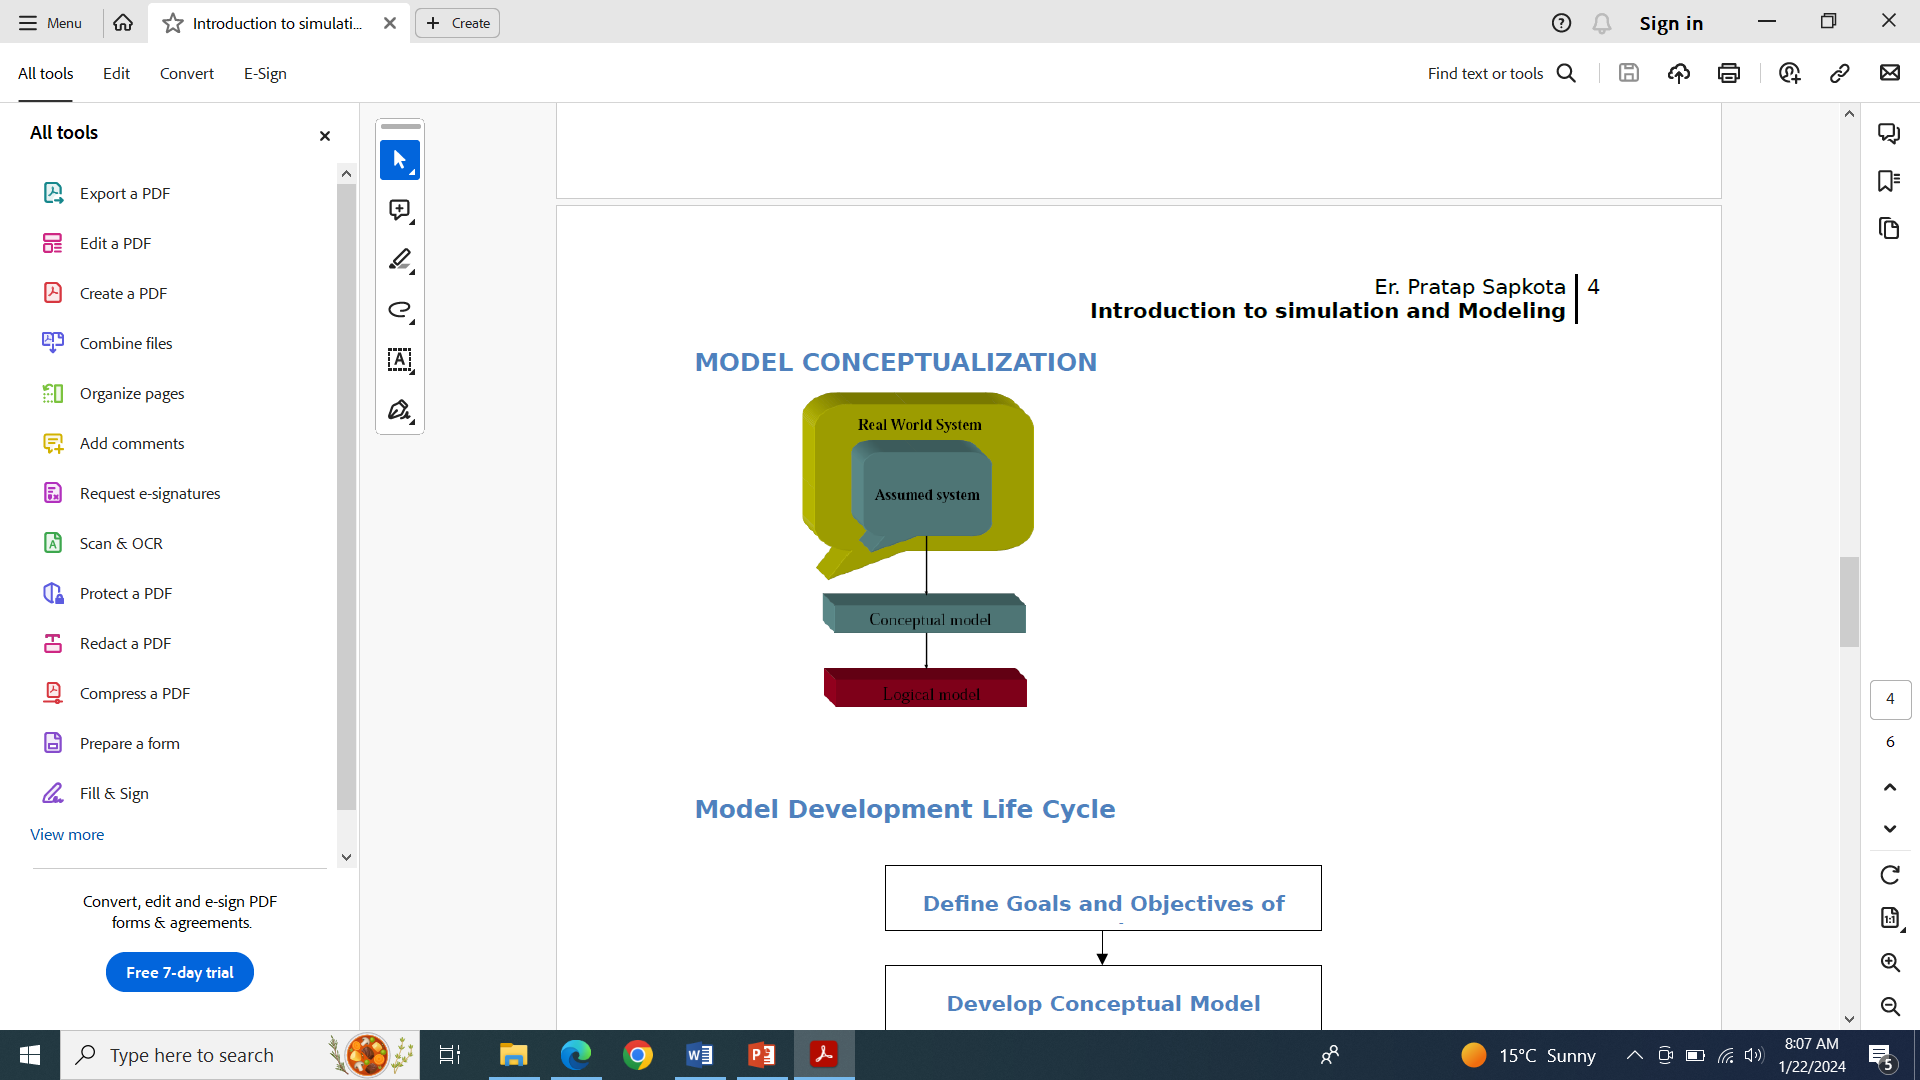 Menu
Introduction to simulati...
Create
Sign in
All tools
Edit
Convert
E-Sign
Find text or tools
All tools
Export a PDF
Edit a PDF
Create a PDF
Combine files
Organize pages
Add comments
Request e-signatures
Scan & OCR
Protect a PDF
Redact a PDF
Compress a PDF
Prepare a form
Fill & Sign
View more
Convert, edit and e-sign PDF
forms & agreements.
Free 7-day trial
Er. Pratap Sapkota 4
Introduction to simulation and Modeling
MODEL CONCEPTUALIZATION
Real World System
Assumed system
Conceptual model
Logical model
Model Development Life Cycle
Define Goals and Objectives of
Develop Conceptual Model
4
6
Type here to search
15°C Sunny
8:07 AM
1/22/2024
5